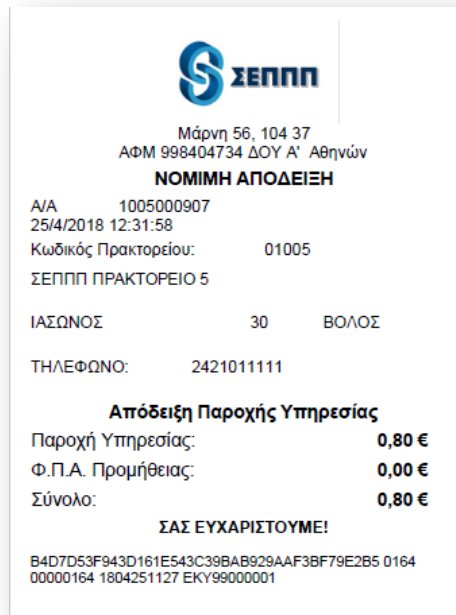 ΣΕΠΠΠ
Μάρνη 56, 104 37
ΑΦΜ 998404734 ΔΟΥ Α' Αθηνών
ΝΟΜΙΜΗ ΑΠΟΔΕΙΞΗ
Α/Α 1005000907
25/4/2018 12:31:58
Κωδικός Πρακτορείου: 01005
ΣΕΠΠΠ ΠΡΑΚΤΟΡΕΙΟ 5
ΙΑΣΩΝΟΣ 30 ΒΟΛΟΣ
ΤΗΛΕΦΩΝΟ: 2421011111
Απόδειξη Παροχής Υπηρεσίας
Παροχή Υπηρεσίας: 0,80 €
Φ.Π.Α. Προμήθειας: 0,00 €
Σύνολο: 0,80 €
ΣΑΣ ΕΥΧΑΡΙΣΤΟΥΜΕ!
B4D7D53F943D161E543C39BAB929AAF3BF79E2B5 0164
00000164 1804251127 EKY99000001